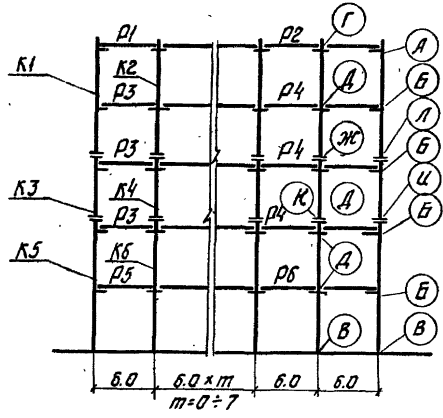 Г
Р1 Р2 А
К1 К2 Д
Р3 Р4 Б
Л
Ж
Р3 Р4 Б
К3 К4 К Д И
Р3 Р4 Б
К5 К6 Д
Р5 Р6 Б
В В
6.0 6.0 × m 6.0 6.0
m=0÷7